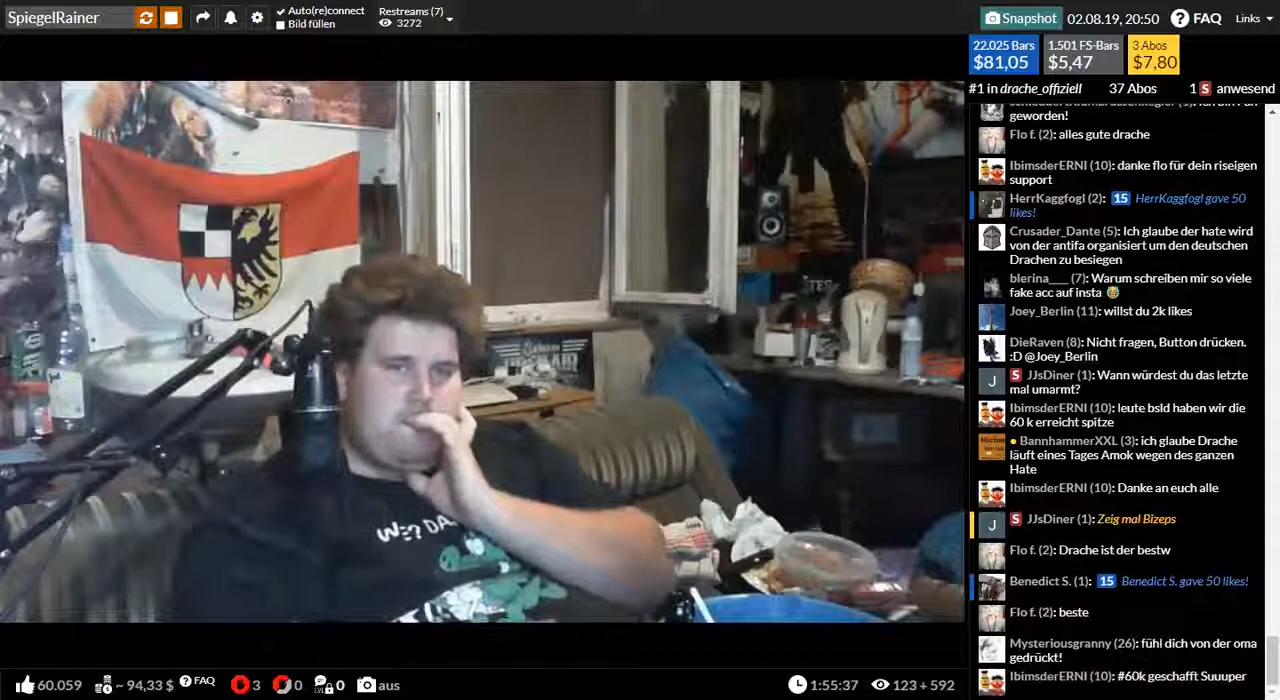 SpiegelRainer
Auto(re)connect
Bild füllen
Restreams (7)
3272
Snapshot
02.08.19, 20:50
FAQ
Links
22.025 Bars
$81,05
1.501 FS-Bars
$5,47
3 Abos
$7,80
#1 in drache_offiziell 37 Abos 1 S anwesend
geworden!
Flo f. (2): alles gute drache
IbimsderERNI (10): danke flo für dein riseigen
support
HerrKaggfogl (2): 15 HerrKaggfogl gave 50
likes!
Crusader_Dante (5): Ich glaube der hate wird
von der antifa organisiert um den deutschen
Drachen zu besiegen
blerina___ (7): Warum schreiben mir so viele
fake acc auf insta 😭
Joey_Berlin (11): willst du 2k likes
DieRaven (8): Nicht fragen, Button drücken.
:D @Joey_Berlin
J S JJsDiner (1): Wann würdest du das letzte
mal umarmt?
IbimsderERNI (10): leute bsld haben wir die
60 k erreicht spitze
BannhammerXXL (3): ich glaube Drache
läuft eines Tages Amok wegen des ganzen
Hate
IbimsderERNI (10): Danke an euch alle
J S JJsDiner (1): Zeig mal Bizeps
Flo f. (2): Drache ist der bestw
Benedict S. (1): 15 Benedict S. gave 50 likes!
Flo f. (2): beste
Mysteriousgranny (26): fühl dich von der oma
gedrückt!
IbimsderERNI (10): #60k geschafft Suuuper
WE? DA
60.059
~ 94,33 $
FAQ
3
0
LVL 0
aus
1:55:37
123 + 592